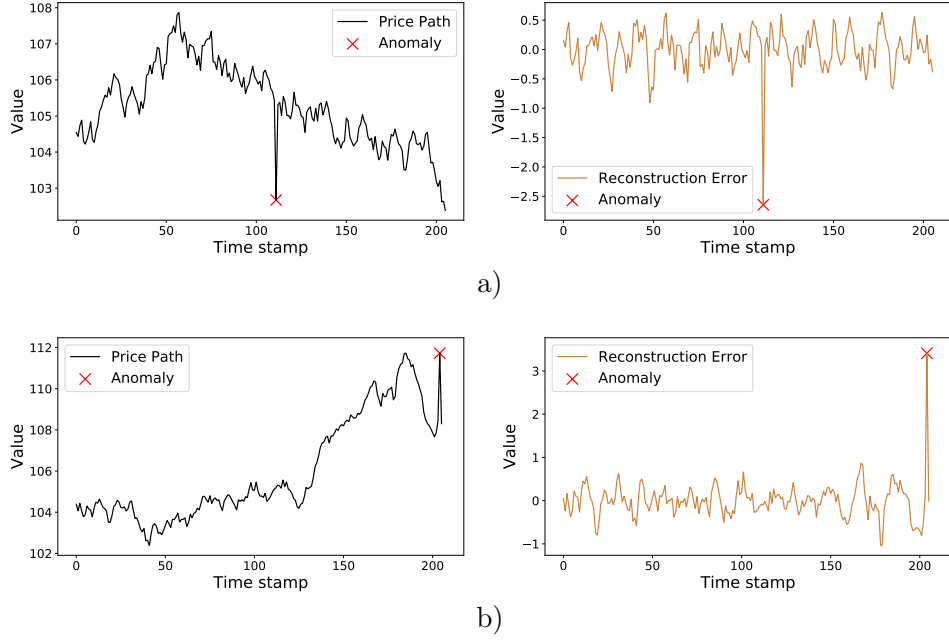 Price Path
Anomaly
108
107
106
105
104
103
Value
0
50
100
150
200
Time stamp
Reconstruction Error
Anomaly
0.5
0.0
−0.5
−1.0
−1.5
−2.0
−2.5
Value
0
50
100
150
200
Time stamp
a)
Price Path
Anomaly
112
110
108
106
104
102
Value
0
50
100
150
200
Time stamp
Reconstruction Error
Anomaly
3
2
1
0
−1
Value
0
50
100
150
200
Time stamp
b)